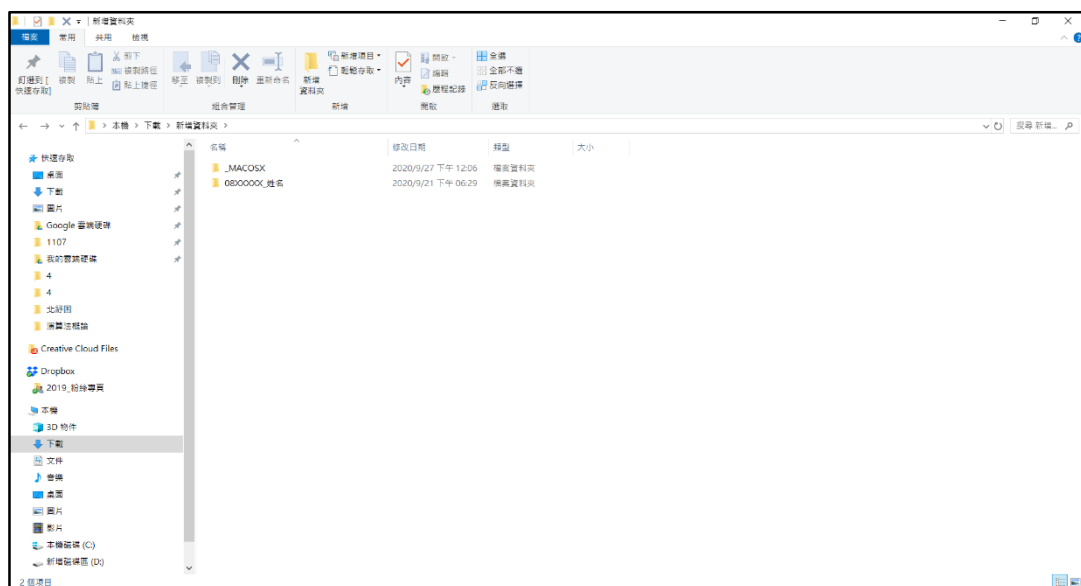 新增資料夾
檔案 常用 共用 檢視
釘選到 [快速存取] 複製 貼上 剪下 複製路徑 貼上捷徑
移至 複製到 刪除 重新命名
新增資料夾 新增項目 輕鬆存取
內容 開啟 編輯 歷程記錄
全選 全部不選 反向選擇
剪貼簿 組合管理 新增 開啟 選取
本機 > 下載 > 新增資料夾 >
搜尋 新增...
名稱 修改日期 類型 大小
_MACOSX 2020/9/27 下午 12:06 檔案資料夾
08XXXXX_姓名 2020/9/21 下午 06:29 檔案資料夾
快速存取
桌面
下載
圖片
Google 雲端硬碟
1107
我的雲端硬碟
4
4
演算法概論
Creative Cloud Files
Dropbox
2019_粉絲專頁
本機
3D 物件
下載
文件
音樂
桌面
圖片
影片
本機磁碟 (C:)
新增磁碟區 (D:)
2 個項目